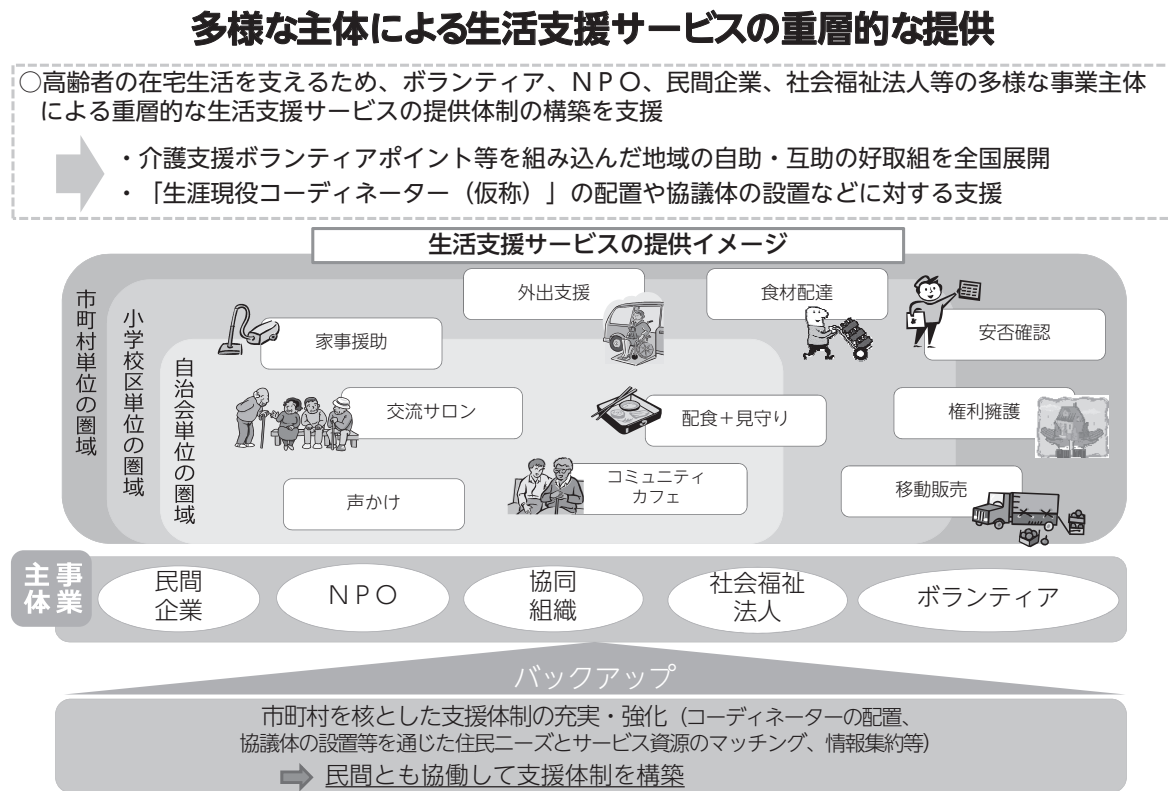 多様な主体による生活支援サービスの重層的な提供
○高齢者の在宅生活を支えるため、ボランティア、ＮＰＯ、民間企業、社会福祉法人等の多様な事業主体
による重層的な生活支援サービスの提供体制の構築を支援
・介護支援ボランティアポイント等を組み込んだ地域の自助・互助の好取組を全国展開
・「生涯現役コーディネーター（仮称）」の配置や協議体の設置などに対する支援
生活支援サービスの提供イメージ
市町村単位の圏域
小学校区単位の圏域
自治会単位の圏域
外出支援
食材配達
家事援助
安否確認
交流サロン
配食＋見守り
権利擁護
声かけ
コミュニティ
カフェ
移動販売
事業
主体
民間
企業
ＮＰＯ
協同
組織
社会福祉
法人
ボランティア
バックアップ
市町村を核とした支援体制の充実・強化（コーディネーターの配置、
協議体の設置等を通じた住民ニーズとサービス資源のマッチング、情報集約等）
民間とも協働して支援体制を構築